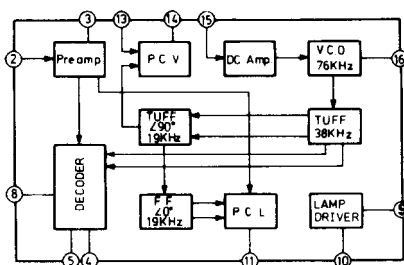 3
13
14
15
2
Preamp
P C V
DC Amp
V.C.O
76KHz
16
TUFF
∠90°
19KHz
TUFF
38KHz
DECODER
8
F.F
∠0°
19KHz
P C L
LAMP
DRIVER
9
5
4
11
10